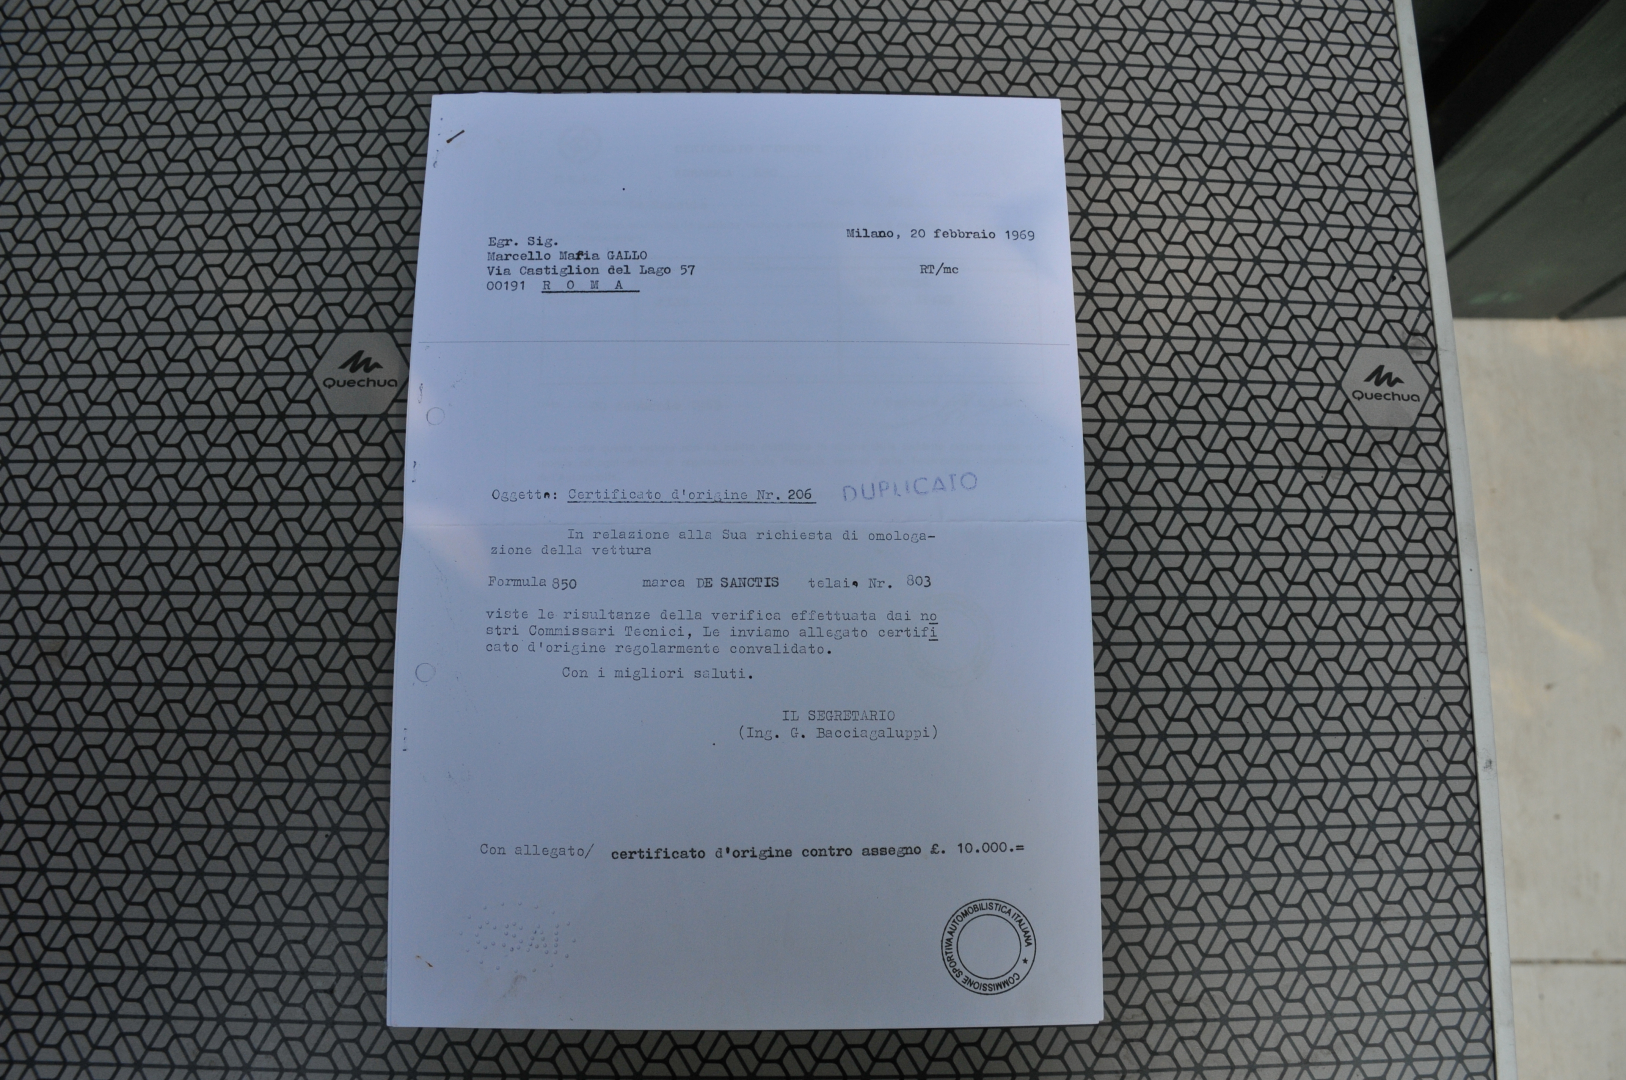 Milano, 20 febbraio 1969
Egr. Sig.
Marcello Maria GALLO
Via Castiglion del Lago 57
RT/mc
00191 R O M A
Quechua
Quechua
Oggetto: Certificato d'origine Nr. 206 DUPLICATO
In relazione alla Sua richiesta di omologa-
zione della vettura
Formula 850 marca DE SANCTIS telaio Nr. 803
viste le risultanze della verifica effettuata dai no
stri Commissari Tecnici, Le inviamo allegato certifi
cato d'origine regolarmente convalidato.
Con i migliori saluti.
IL SEGRETARIO
(Ing. G. Bacciagaluppi)
Con allegato/ certificato d'origine contro assegno £. 10.000.=
COMMISSIONE SPORTIVA AUTOMOBILISTICA ITALIANA ★
CSAI